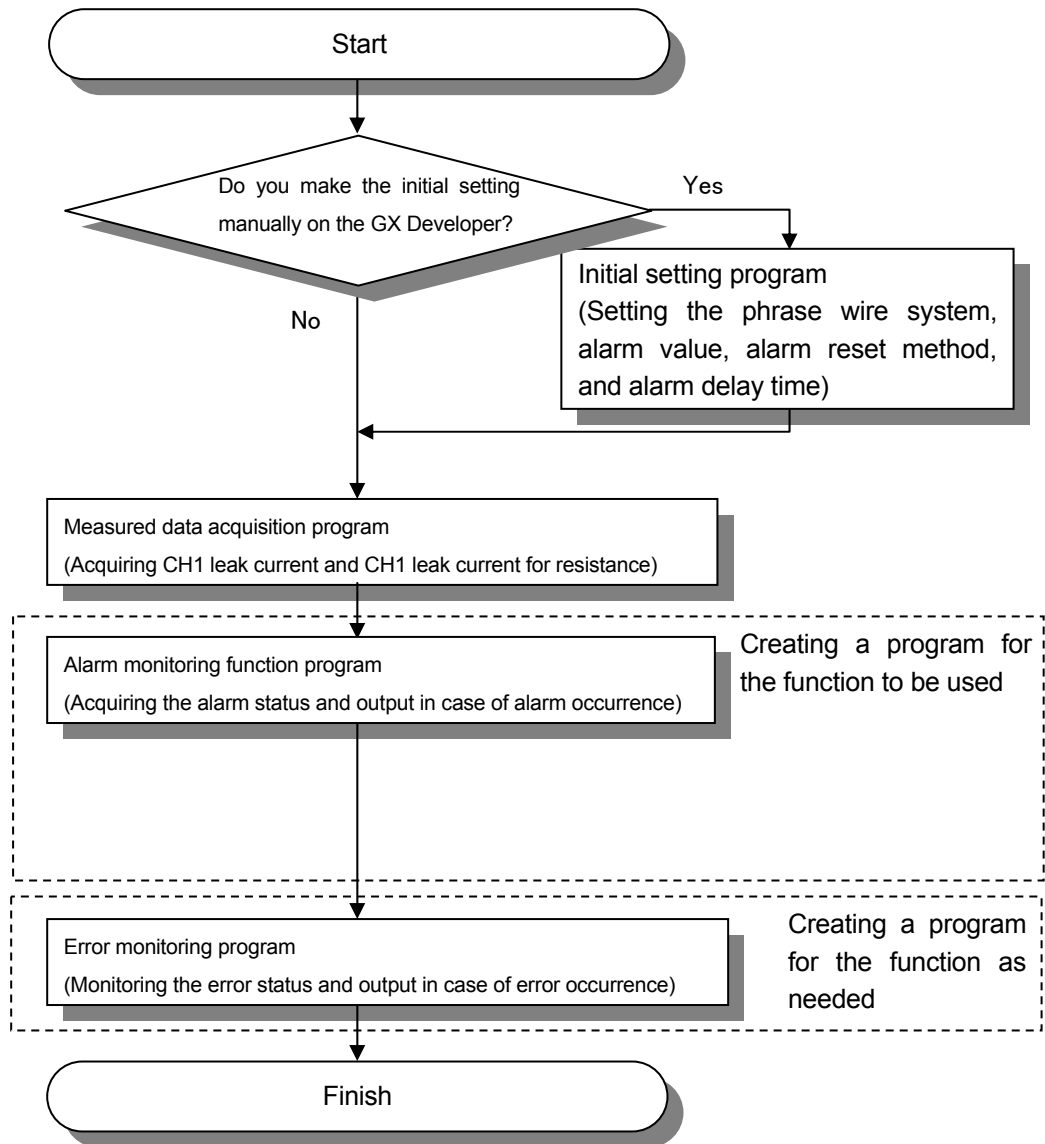 Start
Do you make the initial setting
manually on the GX Developer?
Yes
No
Initial setting program
(Setting the phrase wire system,
alarm value, alarm reset method,
and alarm delay time)
Measured data acquisition program
(Acquiring CH1 leak current and CH1 leak current for resistance)
Alarm monitoring function program
(Acquiring the alarm status and output in case of alarm occurrence)
Creating a program for
the function to be used
Error monitoring program
(Monitoring the error status and output in case of error occurrence)
Creating a program
for the function as
needed
Finish